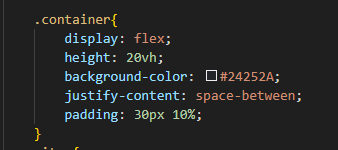 .container{
display: flex;
height: 20vh;
background-color: #24252A;
justify-content: space-between;
padding: 30px 10%;
}